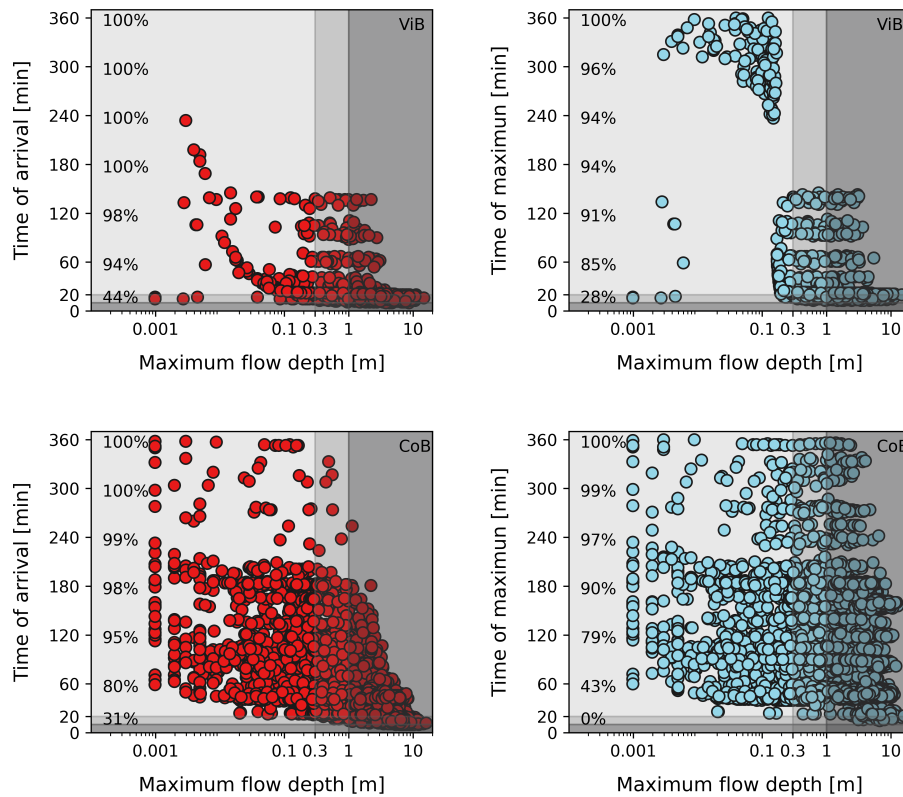 360 100% ViB
300 100%
240 100%
180 100%
120 98%
60 94%
20 44%
0
0.001 0.1 0.3 1 10
Time of arrival [min]
Maximum flow depth [m]
360 100% ViB
300 96%
240 94%
180 94%
120 91%
60 85%
20 28%
0
0.001 0.1 0.3 1 10
Time of maximun [min]
Maximum flow depth [m]
360 100% CoB
300 100%
240 99%
180 98%
120 95%
60 80%
20 31%
0
0.001 0.1 0.3 1 10
Time of arrival [min]
Maximum flow depth [m]
360 100% CoB
300 99%
240 97%
180 90%
120 79%
60 43%
20 0%
0
0.001 0.1 0.3 1 10
Time of maximun [min]
Maximum flow depth [m]